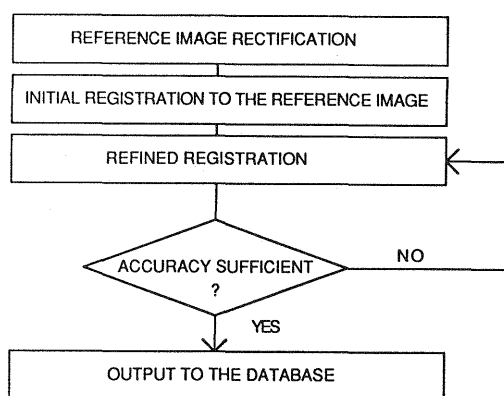 REFERENCE IMAGE RECTIFICATION
INITIAL REGISTRATION TO THE REFERENCE IMAGE
REFINED REGISTRATION
ACCURACY SUFFICIENT
?
NO
YES
OUTPUT TO THE DATABASE